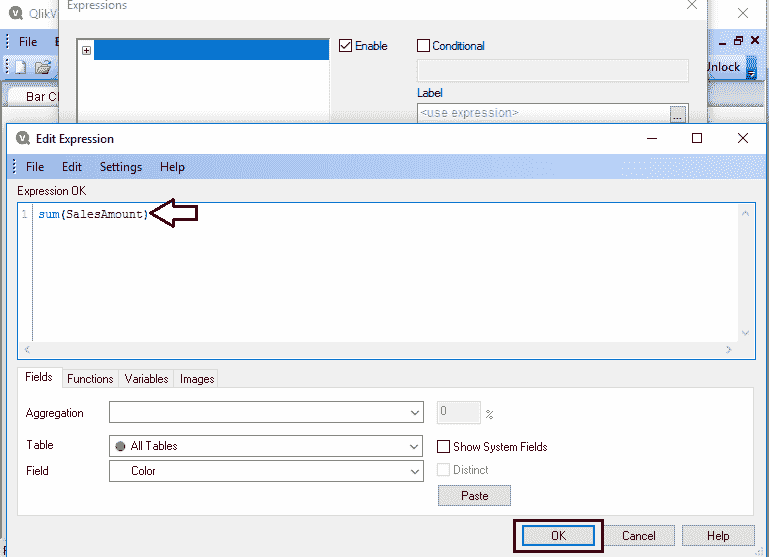 Expressions
QlikV
File
Enable
Conditional
Unlock
Bar Ch
Label
<use expression>
...
Edit Expression
File Edit Settings Help
Expression OK
1 sum(SalesAmount)
Fields Functions Variables Images
Aggregation 0 %
Table All Tables Show System Fields
Field Color Distinct
Paste
OK Cancel Help